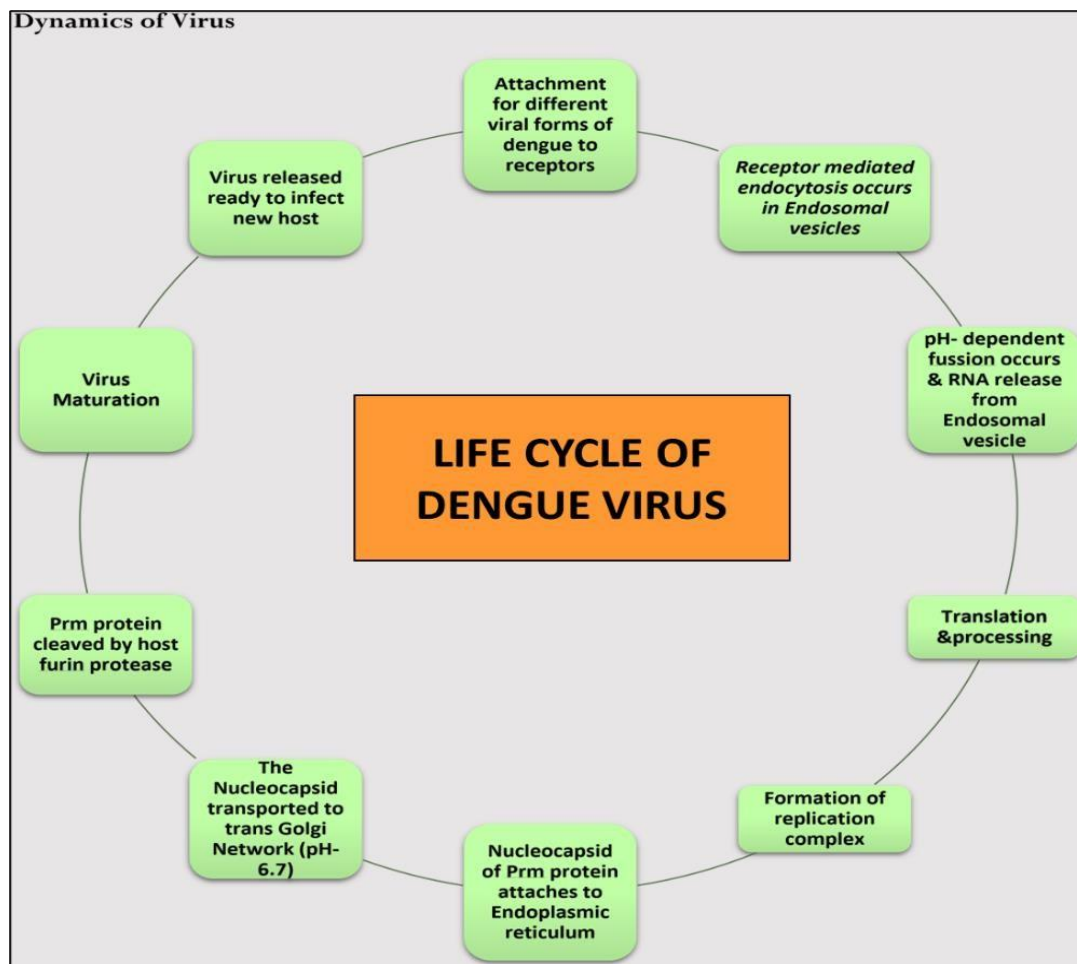 Dynamics of Virus
Attachment
for different
viral forms of
dengue to
receptors
Receptor mediated
endocytosis occurs
in Endosomal
vesicles
pH- dependent
fussion occurs
& RNA release
from
Endosomal
vesicle
Translation
&processing
Formation of
replication
complex
Nucleocapsid
of Prm protein
attaches to
Endoplasmic
reticulum
The
Nucleocapsid
transported to
trans Golgi
Network (pH-
6.7)
Prm protein
cleaved by host
furin protease
Virus
Maturation
Virus released
ready to infect
new host
LIFE CYCLE OF
DENGUE VIRUS